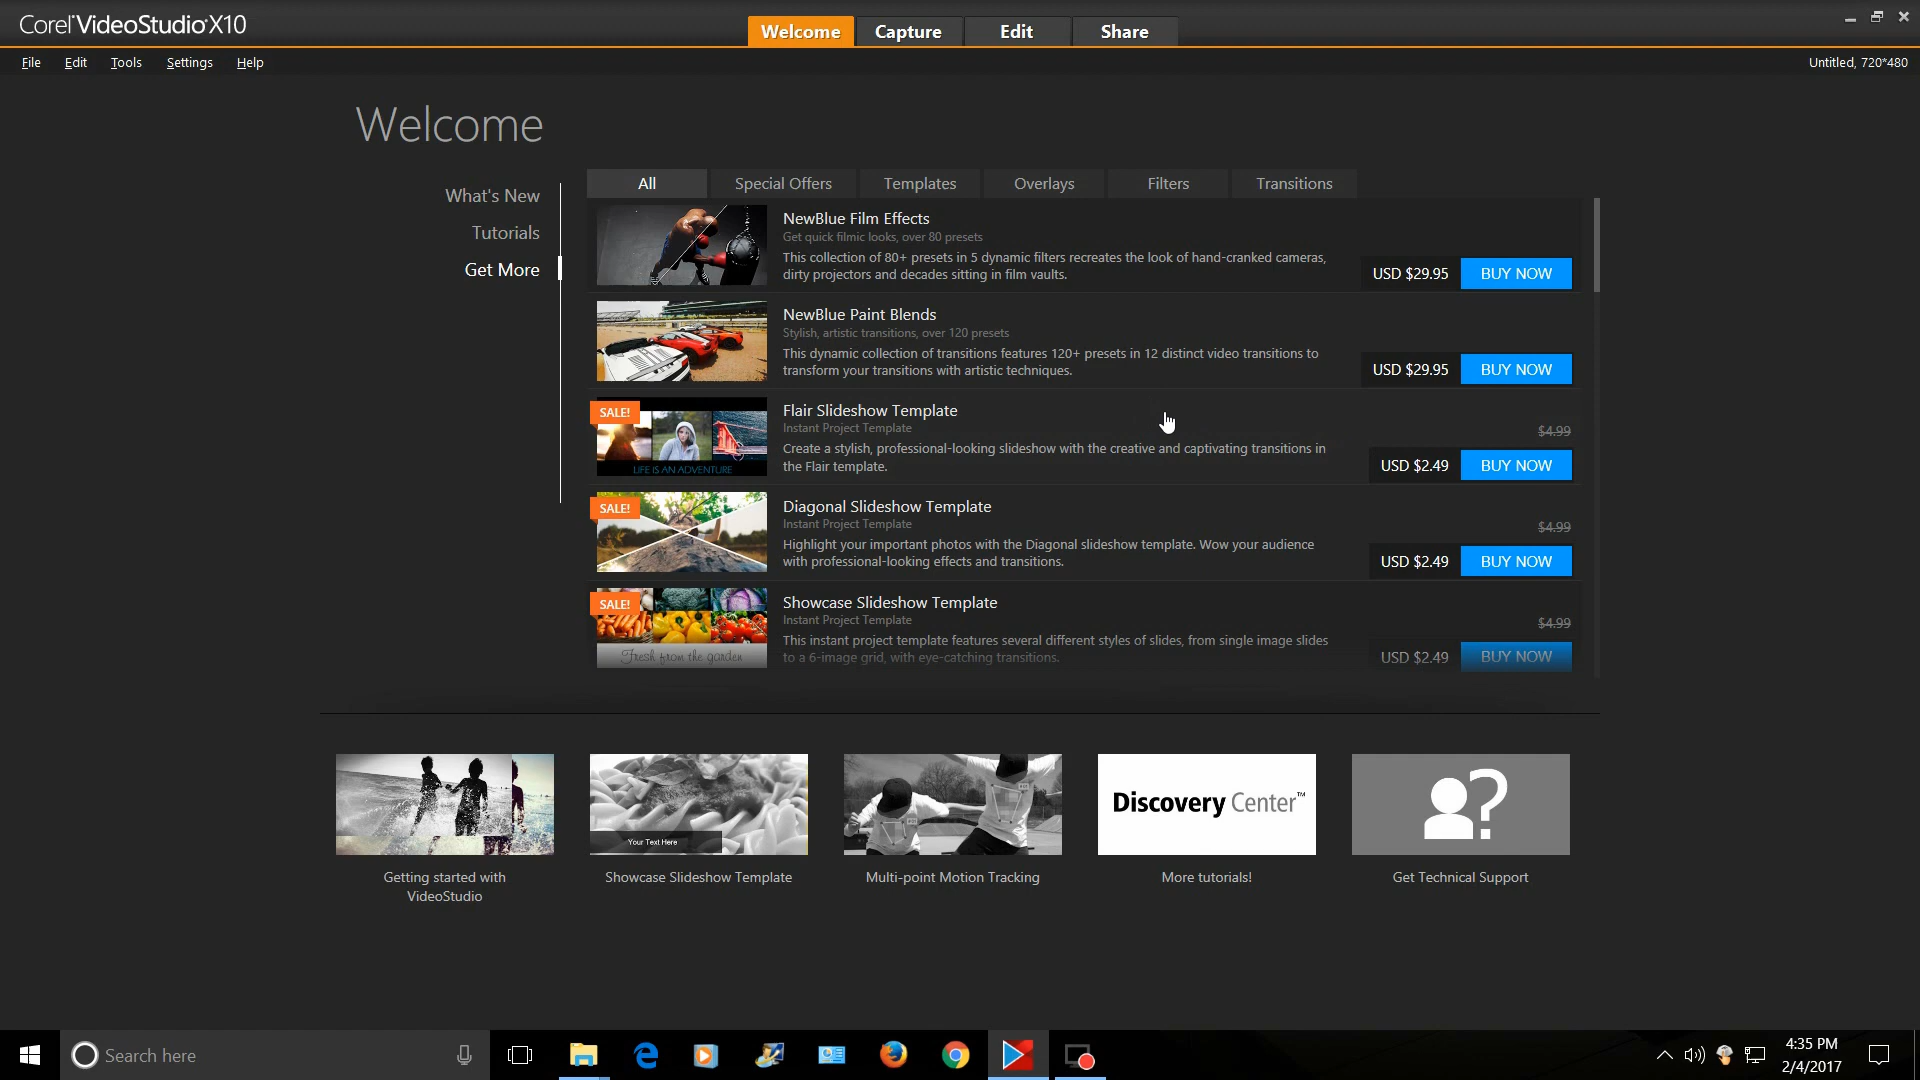 Corel VideoStudio X10
Welcome
Capture
Edit
Share
File
Edit
Tools
Settings
Help
Untitled, 720*480
Welcome
What's New
Tutorials
Get More
All
Special Offers
Templates
Overlays
Filters
Transitions
NewBlue Film Effects
Get quick filmic looks, over 80 presets
This collection of 80+ presets in 5 dynamic filters recreates the look of hand-cranked cameras,
dirty projectors and decades sitting in film vaults.
USD $29.95
BUY NOW
NewBlue Paint Blends
Stylish, artistic transitions, over 120 presets
This dynamic collection of transitions features 120+ presets in 12 distinct video transitions to
transform your transitions with artistic techniques.
USD $29.95
BUY NOW
SALE!
LIFE IS AN ADVENTURE
Flair Slideshow Template
Instant Project Template
Create a stylish, professional-looking slideshow with the creative and captivating transitions in
the Flair template.
$4.99
USD $2.49
BUY NOW
SALE!
Diagonal Slideshow Template
Instant Project Template
Highlight your important photos with the Diagonal slideshow template. Wow your audience
with professional-looking effects and transitions.
$4.99
USD $2.49
BUY NOW
SALE!
Fresh from the garden
Showcase Slideshow Template
Instant Project Template
This instant project template features several different styles of slides, from single image slides
to a 6-image grid, with eye-catching transitions.
$4.99
USD $2.49
BUY NOW
Your Text Here
Discovery Center™
Getting started with
VideoStudio
Showcase Slideshow Template
Multi-point Motion Tracking
More tutorials!
Get Technical Support
Search here
4:35 PM
2/4/2017